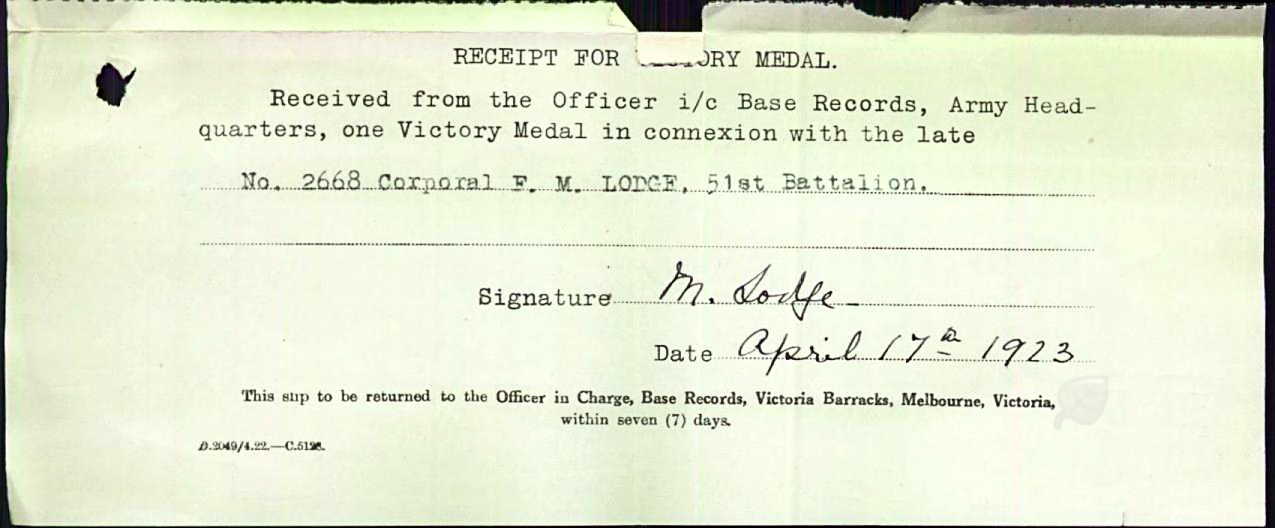 RECEIPT FOR VICTORY MEDAL.
Received from the Officer i/c Base Records, Army Head-
quarters, one Victory Medal in connexion with the late
No. 2668 Corporal F. M. LODGE, 51st Battalion.
Signature M. Lodge
Date April 17th 1923
This slip to be returned to the Officer in Charge, Base Records, Victoria Barracks, Melbourne, Victoria,
within seven (7) days.
D.2049/4.22.—C.5128.